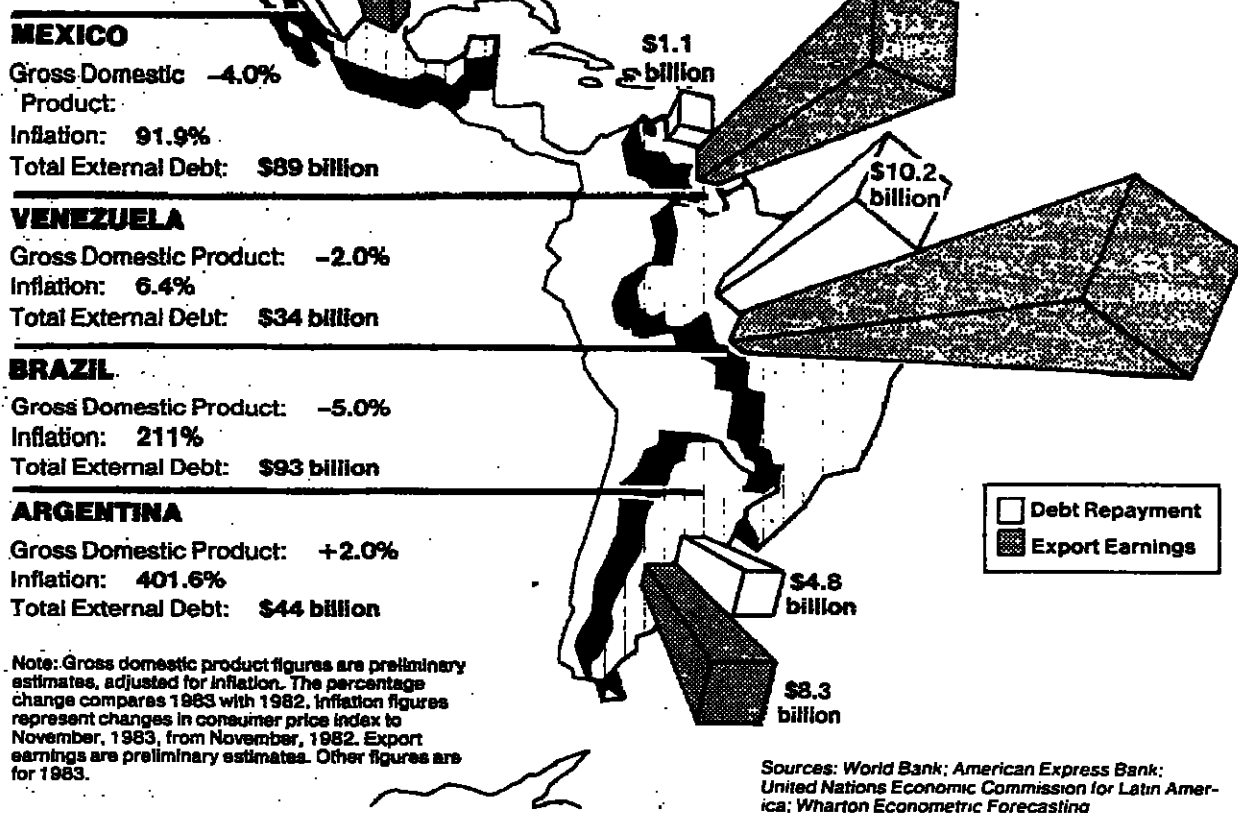 MEXICO
Gross Domestic –4.0%
Product:
Inflation: 91.9%
Total External Debt: $89 billion
VENEZUELA
Gross Domestic Product: –2.0%
Inflation: 6.4%
Total External Debt: $34 billion
BRAZIL
Gross Domestic Product: –5.0%
Inflation: 211%
Total External Debt: $93 billion
ARGENTINA
Gross Domestic Product: +2.0%
Inflation: 401.6%
Total External Debt: $44 billion
Note: Gross domestic product figures are preliminary
estimates, adjusted for inflation. The percentage
change compares 1983 with 1982. Inflation figures
represent changes in consumer price index to
November, 1983, from November, 1982. Export
earnings are preliminary estimates. Other figures are
for 1983.
$1.1
billion
billion
$10.2
billion
billion
Debt Repayment
Export Earnings
$4.8
billion
$8.3
billion
Sources: World Bank; American Express Bank;
United Nations Economic Commission for Latin Amer-
ica; Wharton Econometric Forecasting